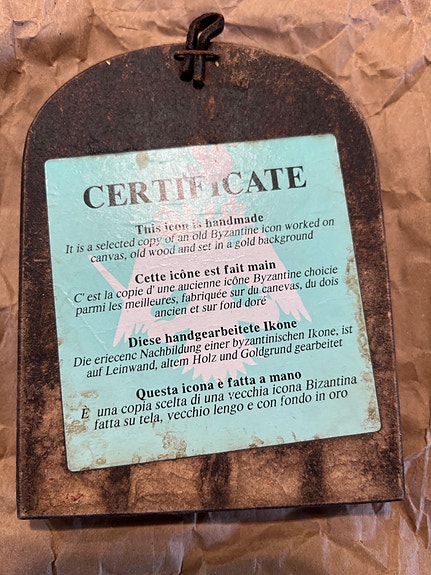 CERTIFICATE
This icon is handmade
It is a selected copy of an old Byzantine icon worked on
canvas, old wood and set in a gold background
Cette icône est fait main
C' est la copie d' une aucienne icône Byzantine choicie
parmi les meilleures, fabriquée sur du canevas, du dois
ancien et sur fond doré
Diese handgearbeitete Ikone
Die eriecenc Nachbildung einer byzantinischen Ikone, ist
auf Leinwand, altem Holz und Goldgrund gearbeitet
Questa icona è fatta a mano
È una copia scelta di una vecchia icona Bizantina
fatta su tela, vecchio lengo e con fondo in oro